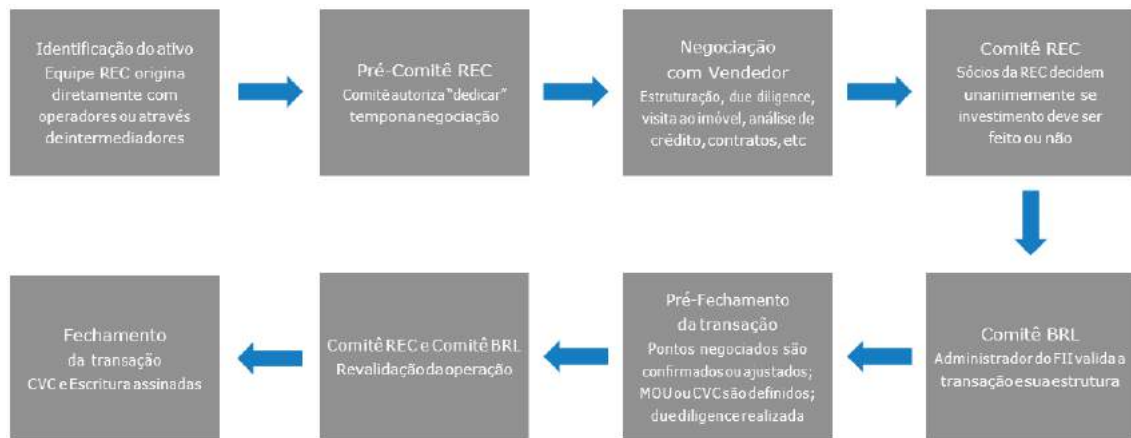 Identificação do ativo
Equipe REC origina
diretamente com
operadores ou através
de intermediadores
Pré-Comitê REC
Comitê autoriza "dedicar"
tempo na negociação
Negociação
com Vendedor
Estruturação, due diligence,
visita ao imóvel, análise de
crédito, contratos, etc
Comitê REC
Sócios da REC decidem
unanimemente se
investimento deve ser
feito ou não
Comitê BRL
Administrador do FII valida a
transação e sua estrutura
Pré-Fechamento
da transação
Pontos negociados são
confirmados ou ajustados;
MOU ou CVC são definidos;
due diligence realizada
Comitê REC e Comitê BRL
Revalidação da operação
Fechamento
da transação
CVC e Escritura assinadas